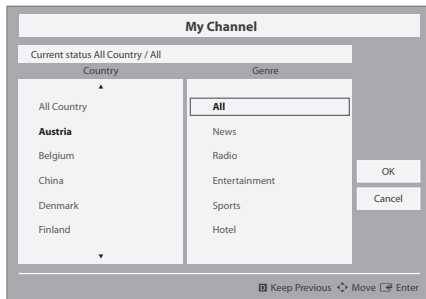 My Channel
Current status All Country / All
Country
Genre
All Country
Austria
Belgium
China
Denmark
Finland
All
News
Radio
Entertainment
Sports
Hotel
OK
Cancel
D Keep Previous Move Enter